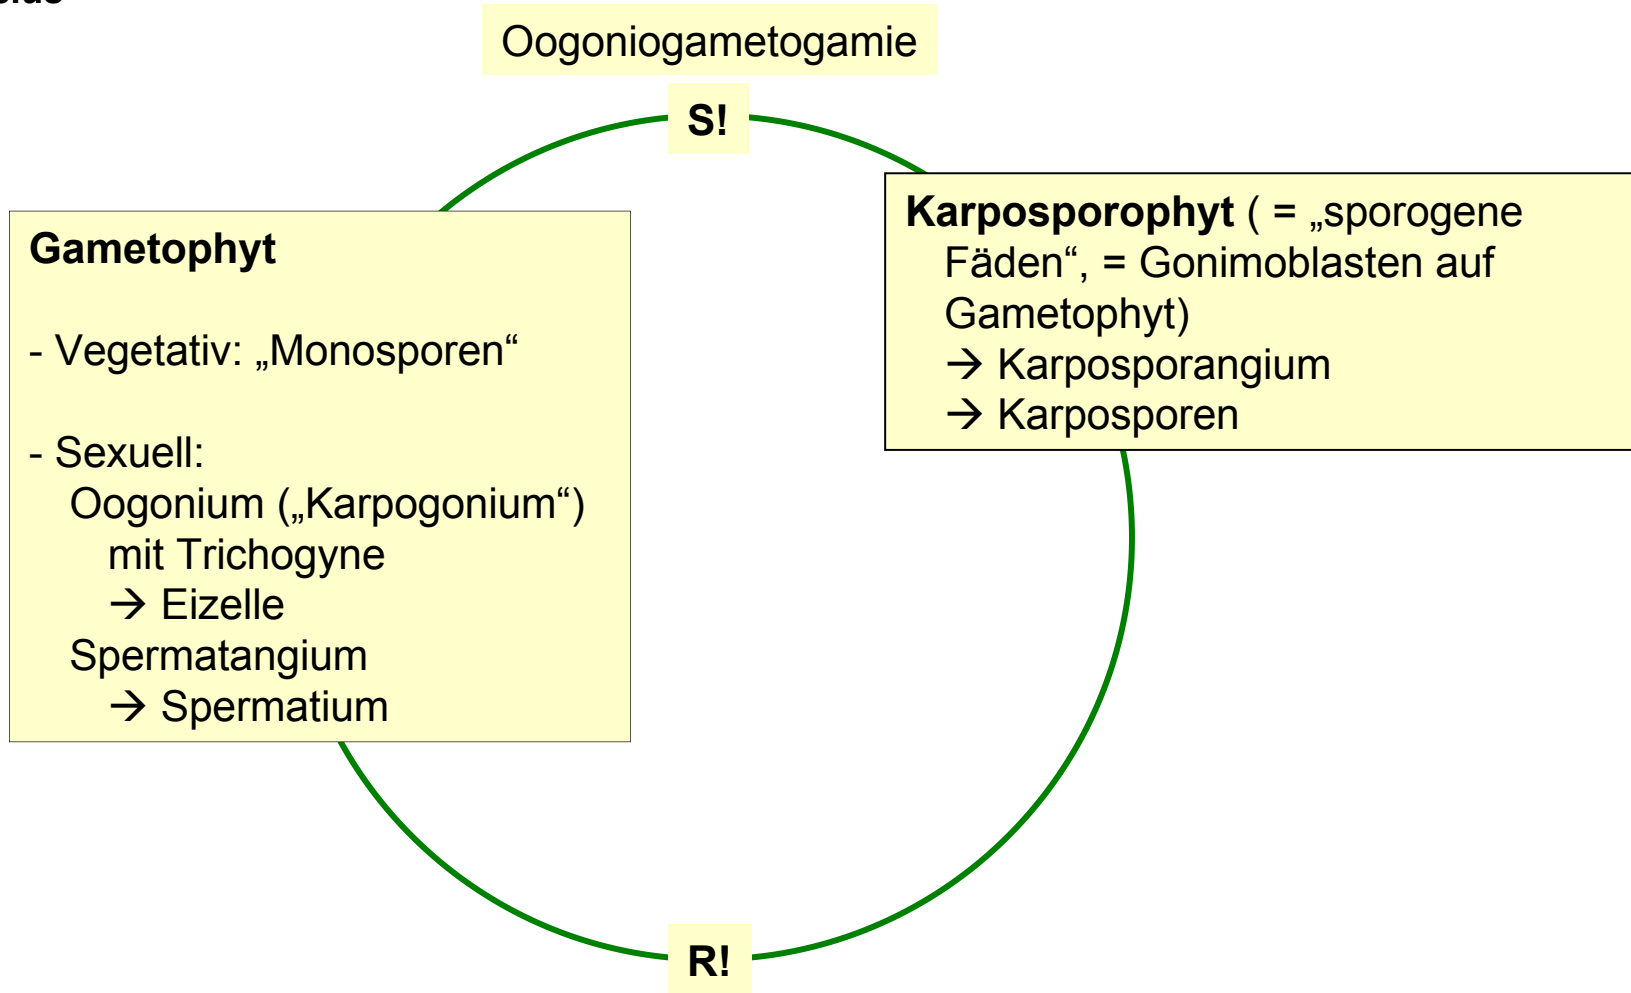 Oogoniogametogamie
S!
Gametophyt
- Vegetativ: „Monosporen“
- Sexuell:
Oogonium („Karpogonium“)
mit Trichogyne
→ Eizelle
Spermatangium
→ Spermatium
Karposporophyt ( = „sporogene
Fäden“, = Gonimoblasten auf
Gametophyt)
→ Karposporangium
→ Karposporen
R!